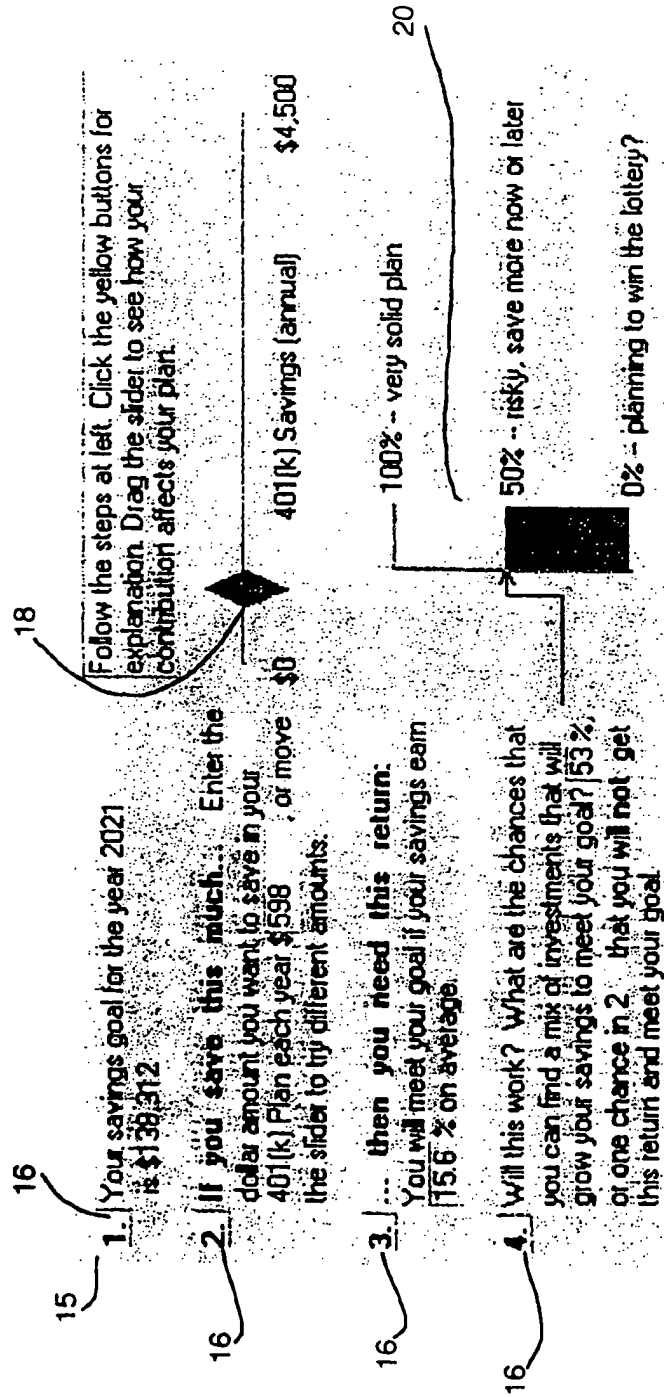 15
16
1. Your savings goal for the year 2021
is $138,312
16
2. If you save this much... Enter the
dollar amount you want to save in your
401(k) Plan each year $ 598 , or move
the slider to try different amounts.
16
3. ... then you need this return:
You will meet your goal if your savings earn
15.6 % on average.
16
4. Will this work? What are the chances that
you can find a mix of investments that will
grow your savings to meet your goal? 53 %,
or one chance in 2 that you will not get
this return and meet your goal.
18
Follow the steps at left. Click the yellow buttons for
explanation. Drag the slider to see how your
contribution affects your plan.
$0 401(k) Savings (annual) $4,500
100% -- very solid plan
20
50% -- risky, save more now or later
0% -- planning to win the lottery?